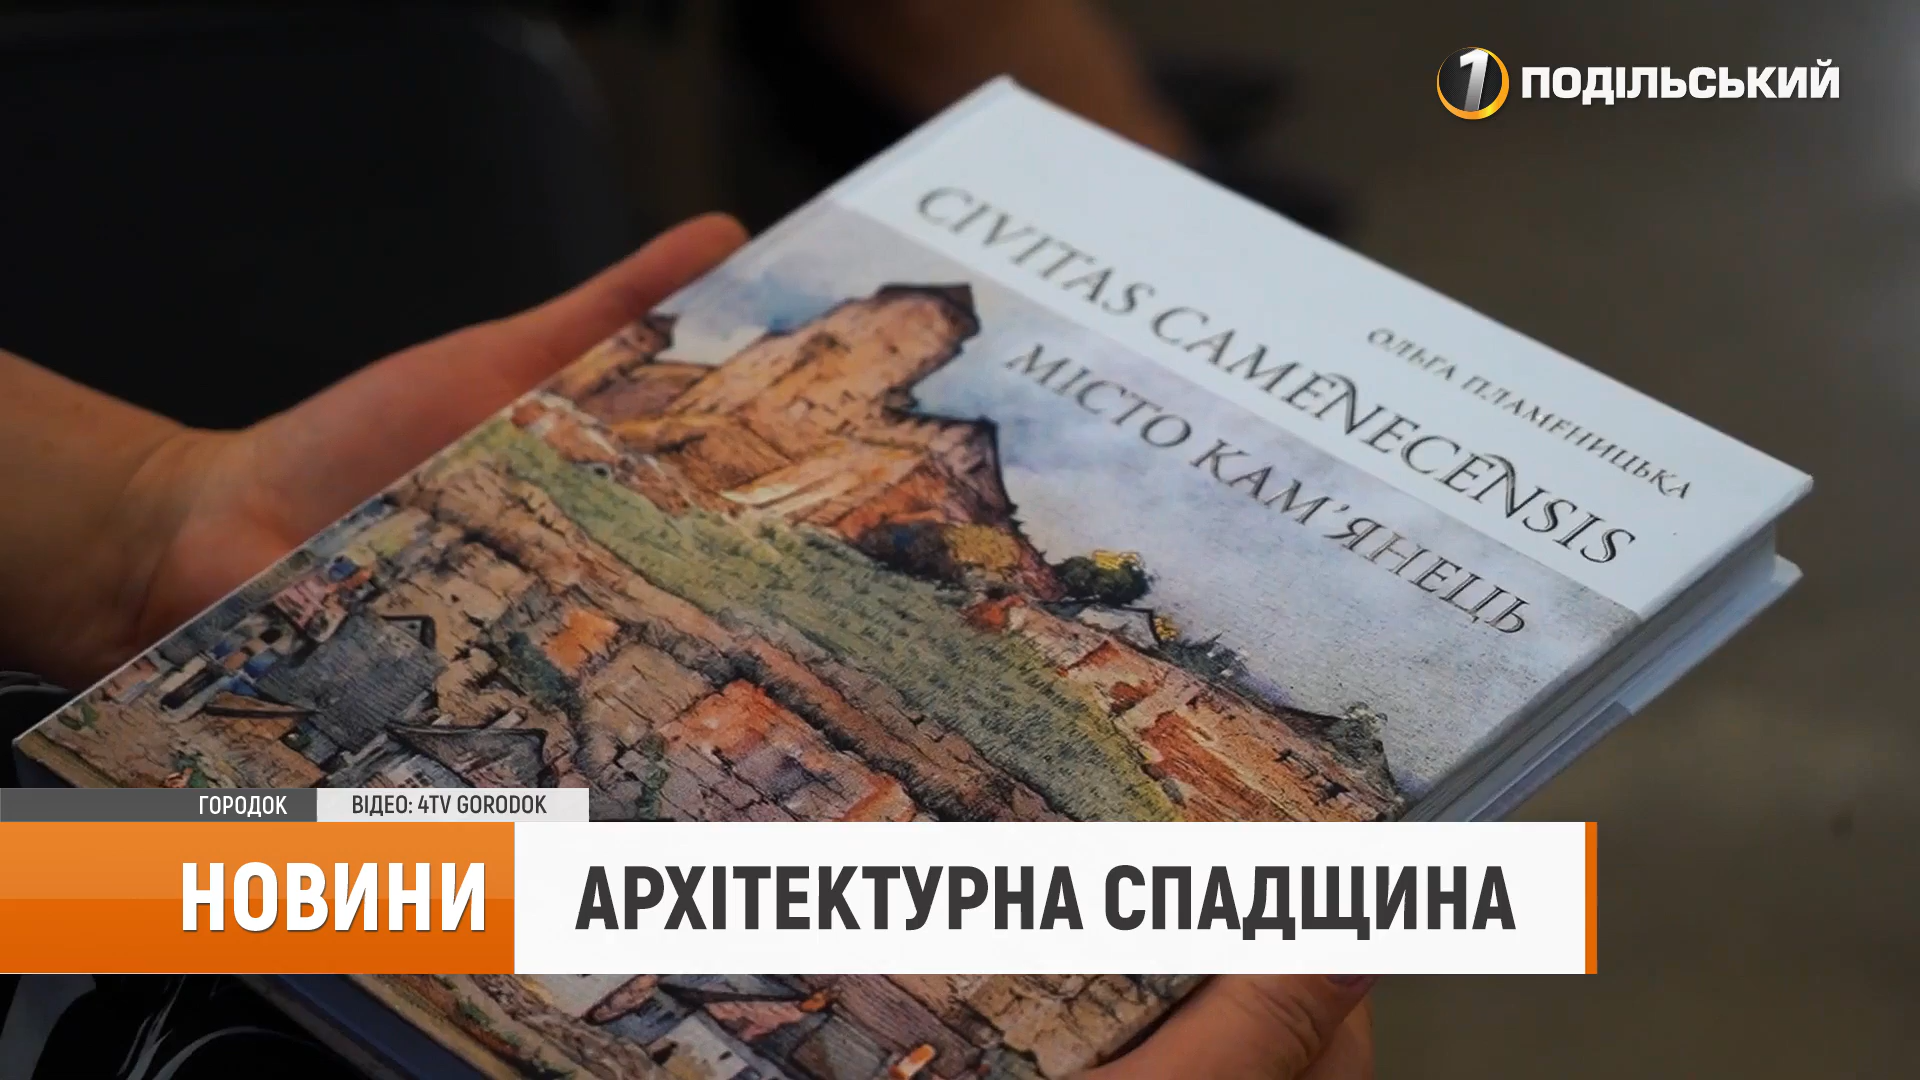 1 ПОДІЛЬСЬКИЙ
ОЛЬГА ПЛАМЕНИЦЬКА
CIVITAS CAMENECENSIS
МІСТО КАМ'ЯНЕЦЬ
ГОРОДОК
ВІДЕО: 4TV GORODOK
НОВИНИ
АРХІТЕКТУРНА СПАДЩИНА